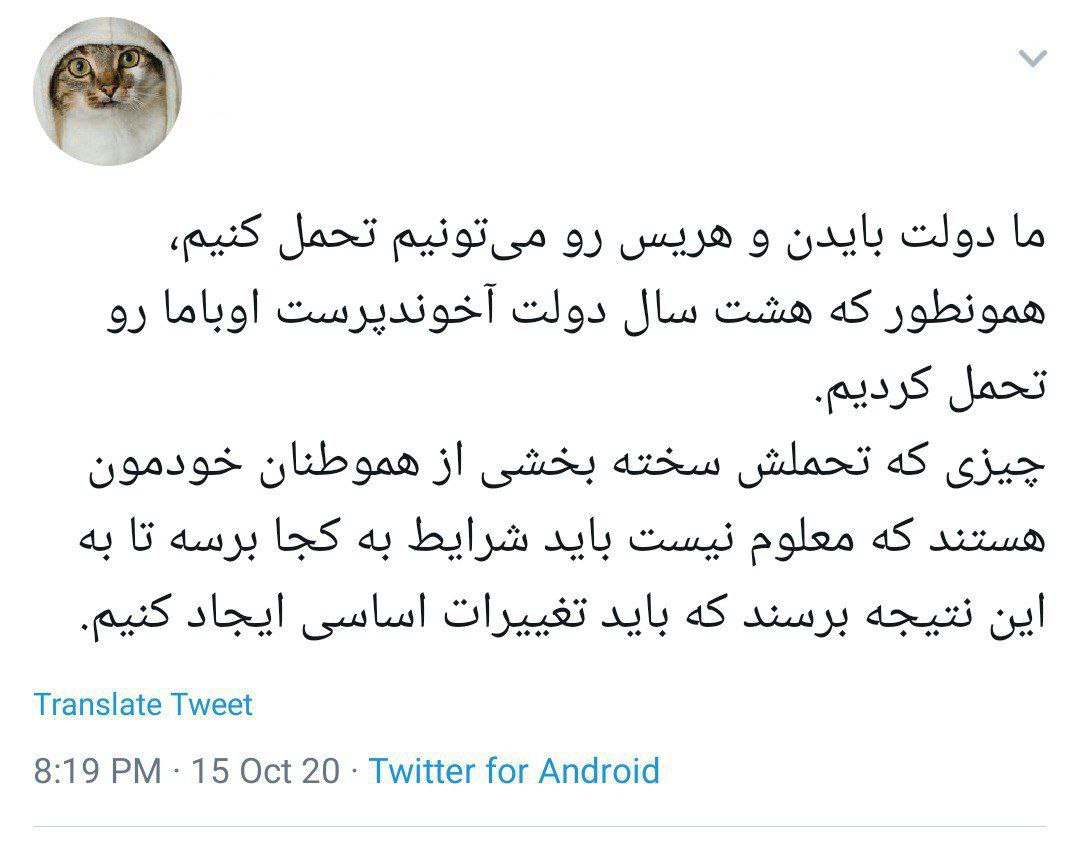 ما دولت بایدن و هریس رو می‌تونیم تحمل کنیم،
همونطور که هشت سال دولت آخوندپرست اوباما رو
تحمل کردیم.
چیزی که تحملش سخته بخشی از هموطنان خودمون
هستند که معلوم نیست باید شرایط به کجا برسه تا به
این نتیجه برسند که باید تغییرات اساسی ایجاد کنیم.
Translate Tweet
8:19 PM · 15 Oct 20 · Twitter for Android